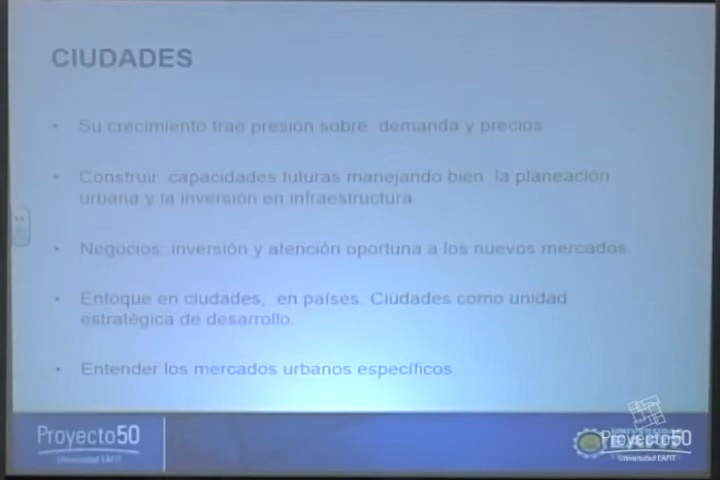 CIUDADES
• Su crecimiento trae presión sobre demanda y precios
• Construir capacidades futuras manejando bien la planeación
urbana y la inversión en infraestructura
• Negocios: inversión y atención oportuna a los nuevos mercados
• Enfoque en ciudades, en países. Ciudades como unidad
estratégica de desarrollo.
• Entender los mercados urbanos específicos.
Proyecto50
Universidad EAFIT
Proyecto50
Universidad EAFIT